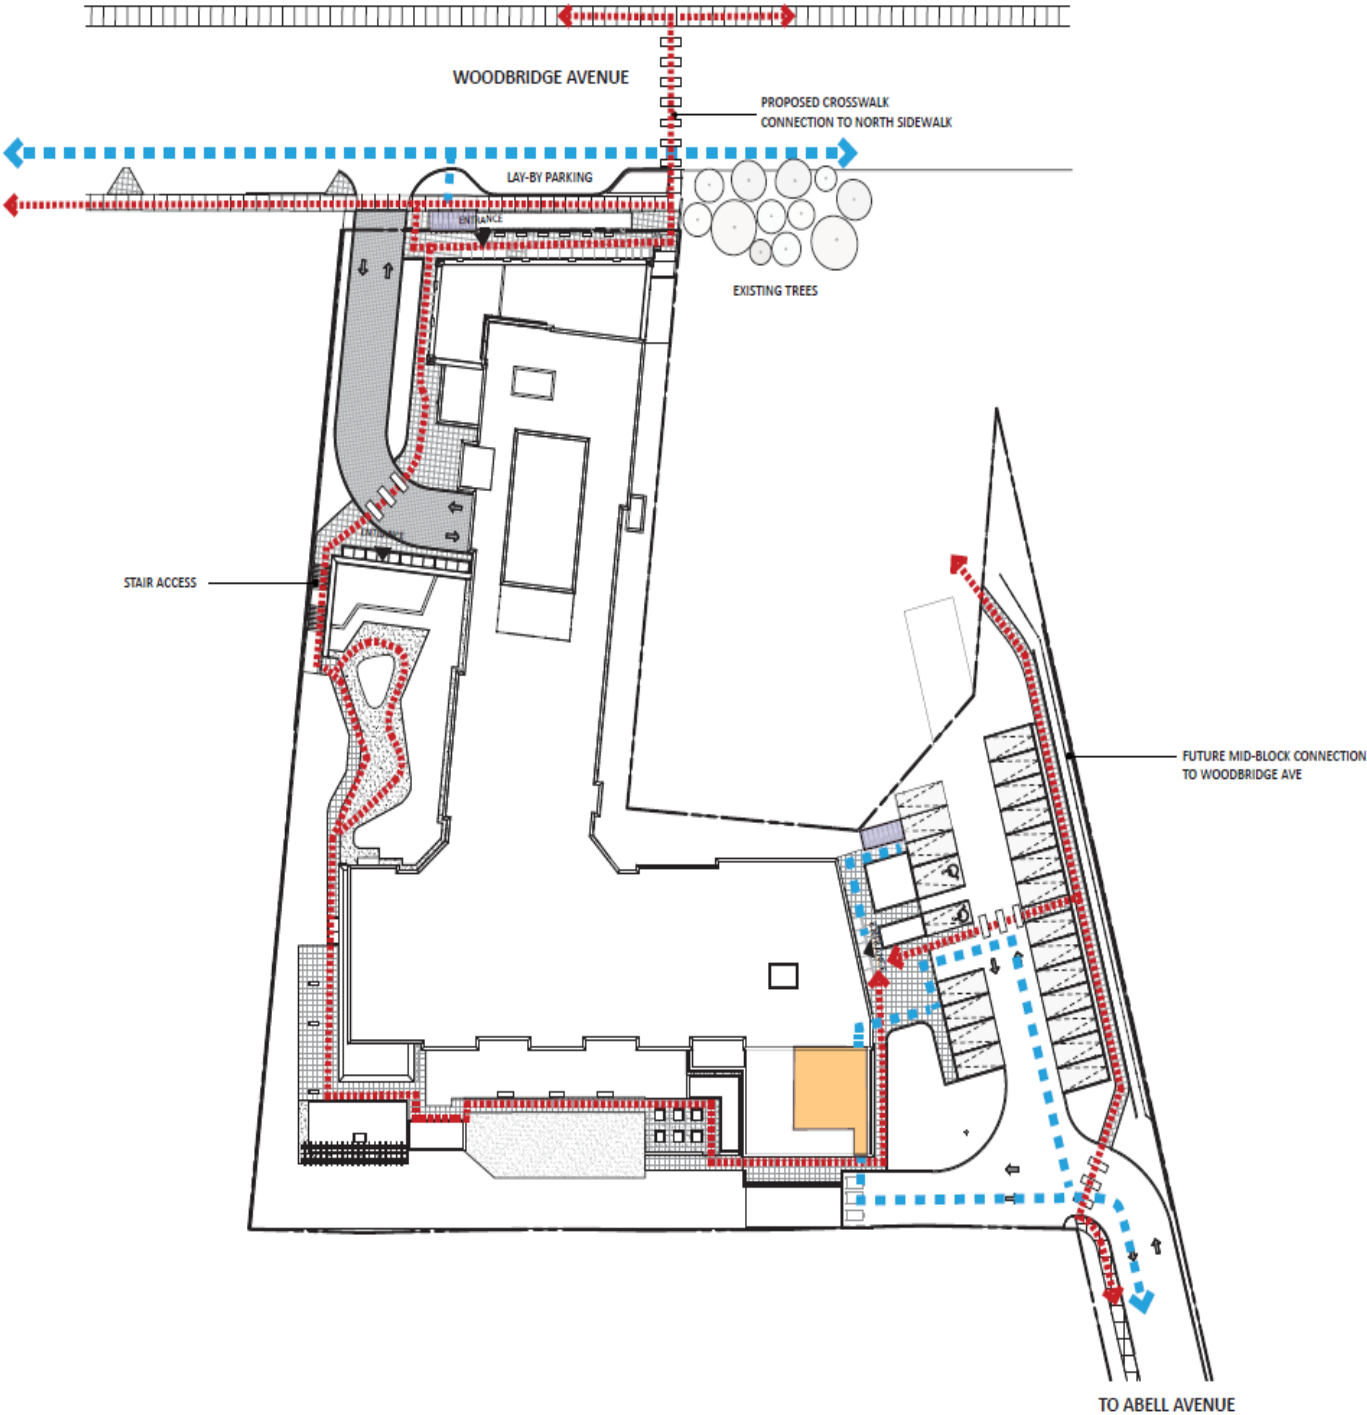 WOODBRIDGE AVENUE
PROPOSED CROSSWALK
CONNECTION TO NORTH SIDEWALK
LAY-BY PARKING
ENTRANCE
EXISTING TREES
ENTRANCE
STAIR ACCESS
FUTURE MID-BLOCK CONNECTION
TO WOODBRIDGE AVE
TO ABELL AVENUE